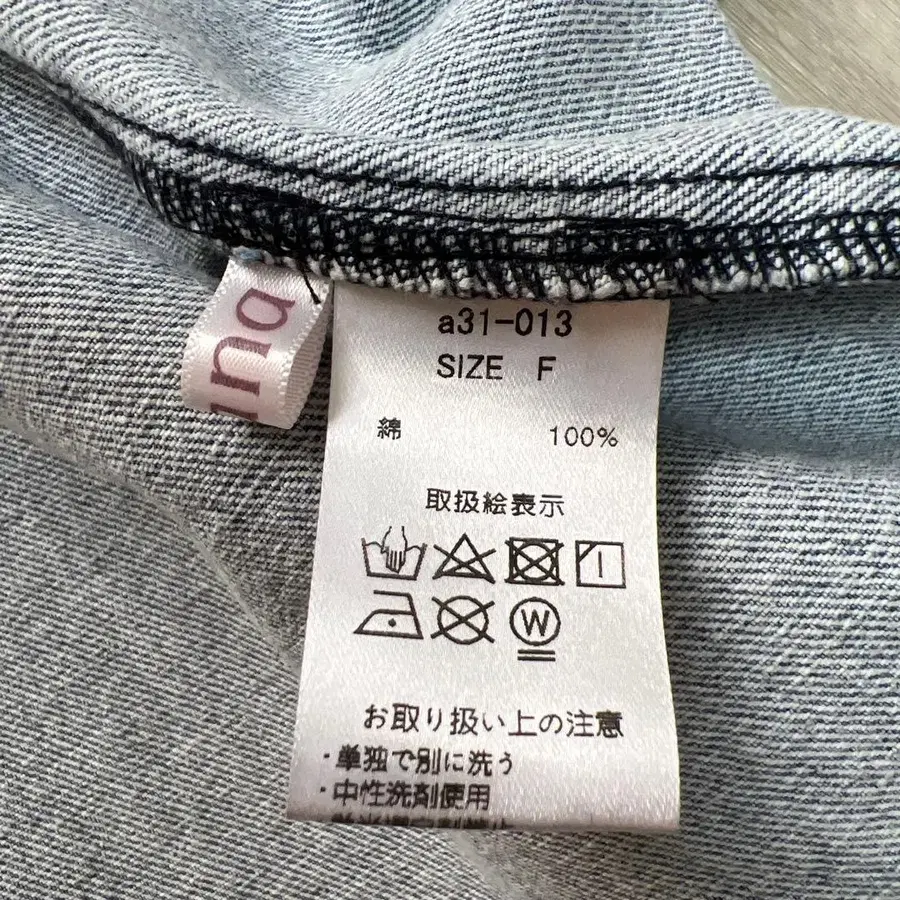 a31-013
SIZE F
綿 100%
取扱絵表示
W
お取り扱い上の注意
・単独で別に洗う
・中性洗剤使用